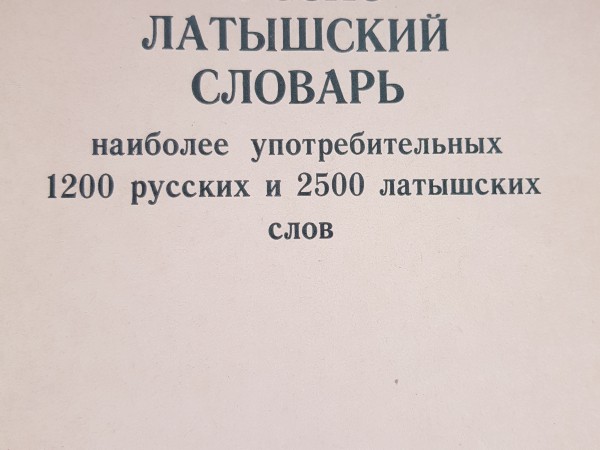 ЛАТЫШСКИЙ
СЛОВАРЬ
наиболее употребительных
1200 русских и 2500 латышских
слов